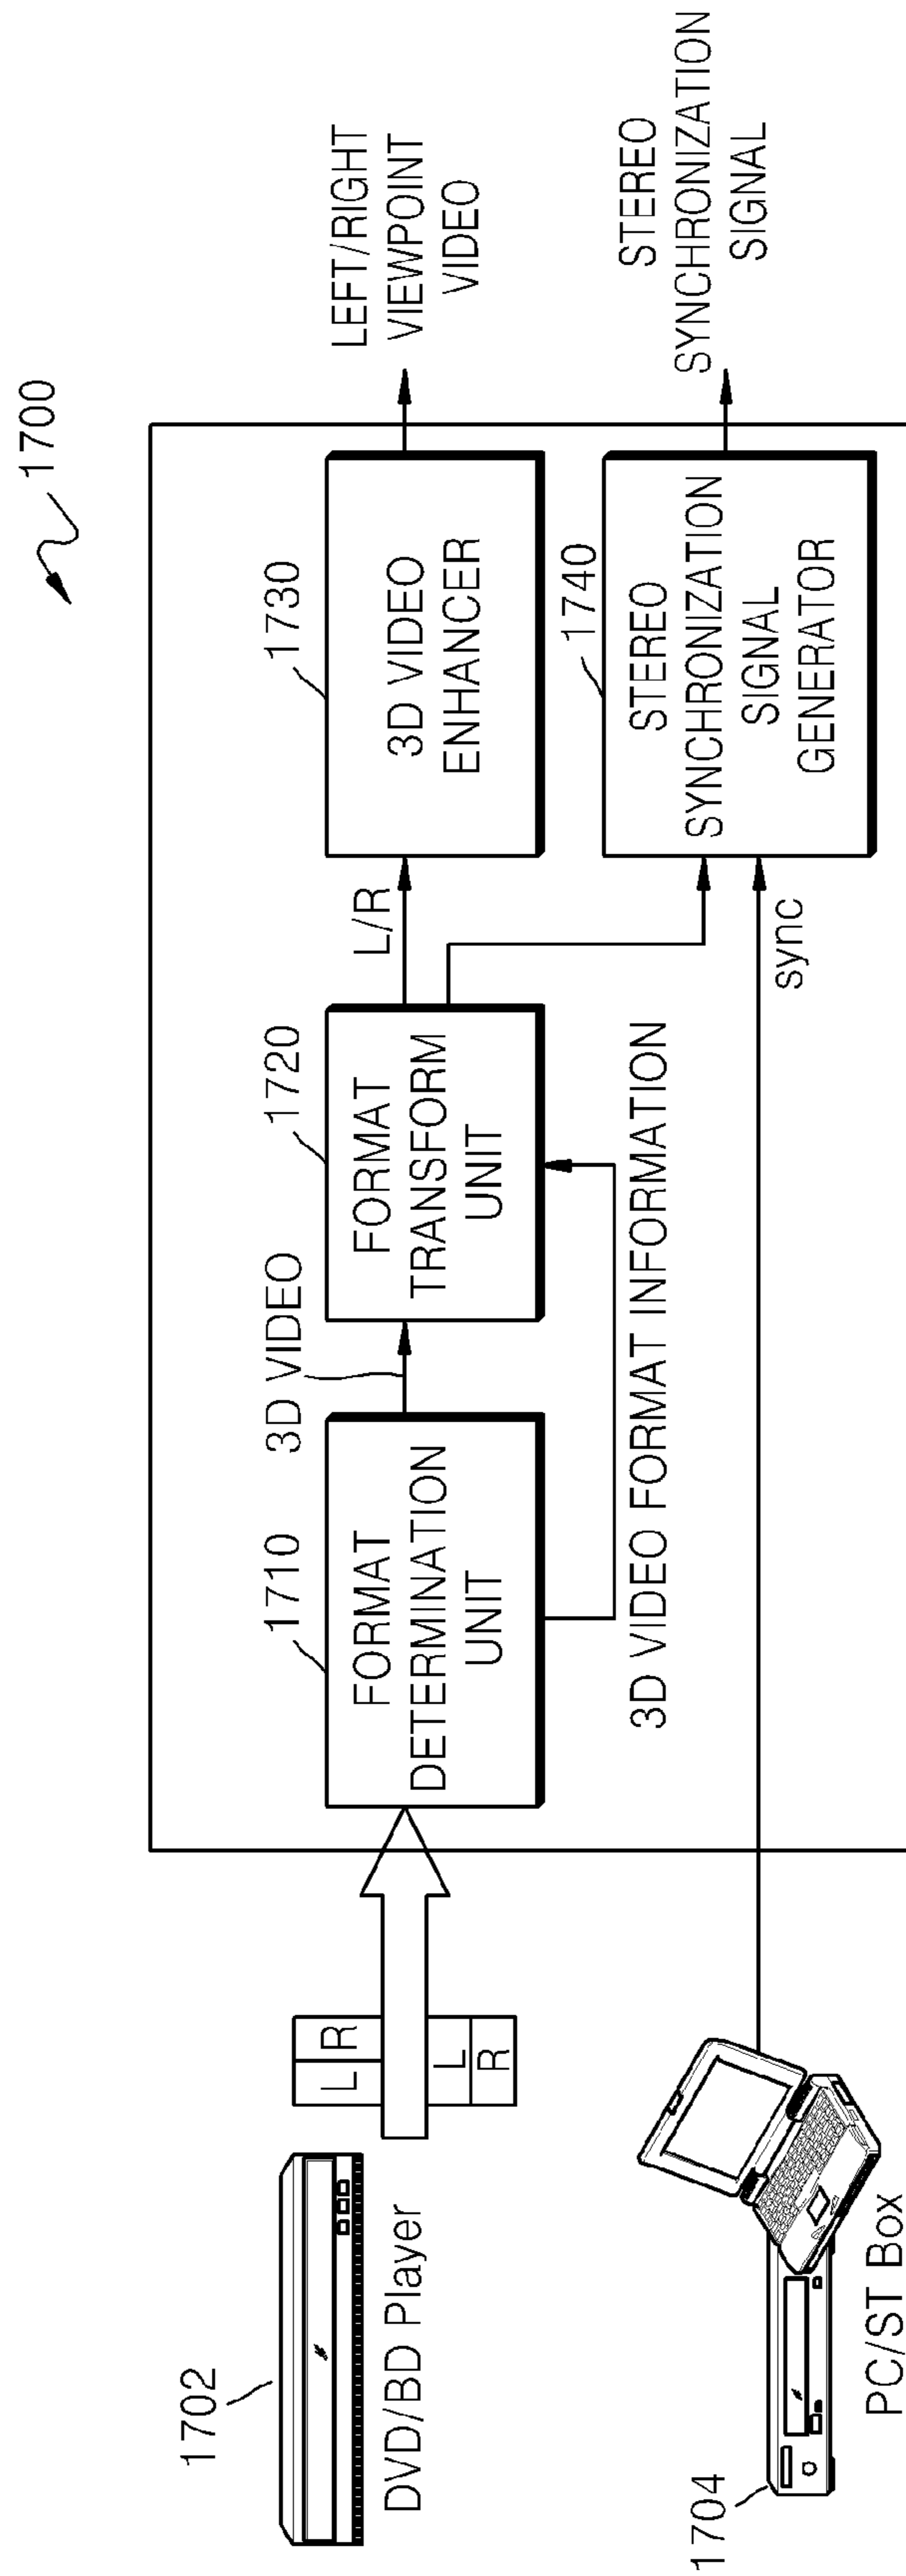 1700
1702
DVD/BD Player
L
R
L
R
1710
FORMAT
DETERMINATION
UNIT
3D VIDEO
1720
FORMAT
TRANSFORM
UNIT
L/R
1730
3D VIDEO
ENHANCER
LEFT/RIGHT
VIEWPOINT
VIDEO
3D VIDEO FORMAT INFORMATION
1740
STEREO
SYNCHRONIZATION
SIGNAL
GENERATOR
STEREO
SYNCHRONIZATION
SIGNAL
sync
1704
PC/ST Box